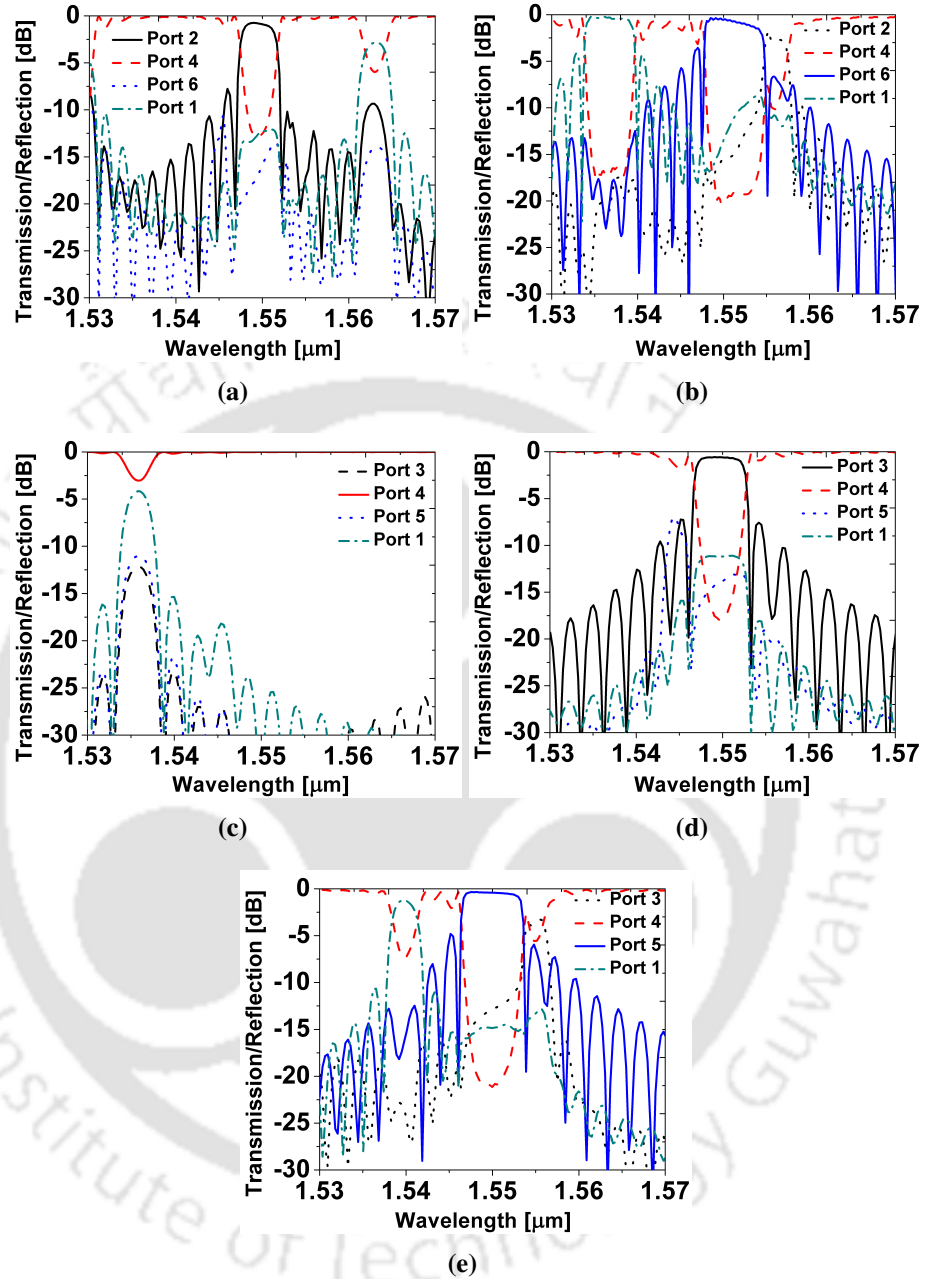 Transmission/Reflection [dB]
0
-5
-10
-15
-20
-25
-30
Port 2
Port 4
Port 6
Port 1
1.53 1.54 1.55 1.56 1.57
Wavelength [μm]
(a)
Transmission/Reflection [dB]
0
-5
-10
-15
-20
-25
-30
Port 2
Port 4
Port 6
Port 1
1.53 1.54 1.55 1.56 1.57
Wavelength [μm]
(b)
Transmission/Reflection [dB]
0
-5
-10
-15
-20
-25
-30
Port 3
Port 4
Port 5
Port 1
1.53 1.54 1.55 1.56 1.57
Wavelength [μm]
(c)
Transmission/Reflection [dB]
0
-5
-10
-15
-20
-25
-30
Port 3
Port 4
Port 5
Port 1
1.53 1.54 1.55 1.56 1.57
Wavelength [μm]
(d)
Transmission/Reflection [dB]
0
-5
-10
-15
-20
-25
-30
Port 3
Port 4
Port 5
Port 1
1.53 1.54 1.55 1.56 1.57
Wavelength [μm]
(e)
Institute of Techno
y Guwahat